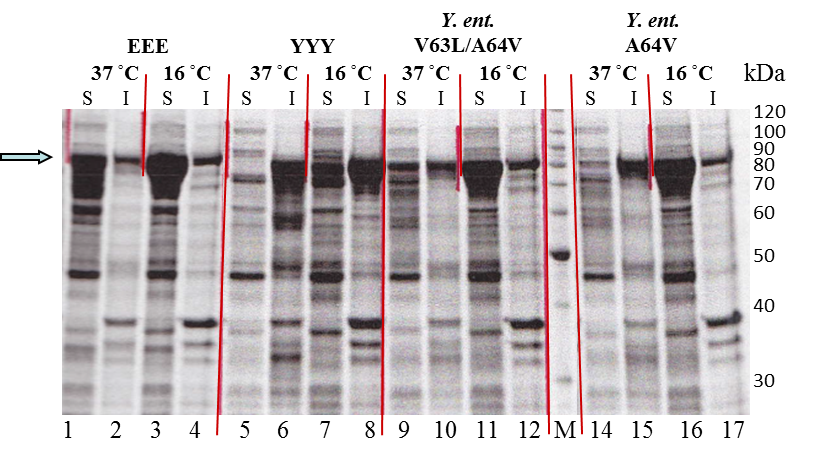 Y. ent. Y. ent.
EEE YYY V63L/A64V A64V
37 °C 16 °C 37 °C 16 °C 37 °C 16 °C 37 °C 16 °C kDa
S I S I S I S I S I S I S I S I
120
100
90
80
70
60
50
40
30
1 2 3 4 5 6 7 8 9 10 11 12 M 14 15 16 17